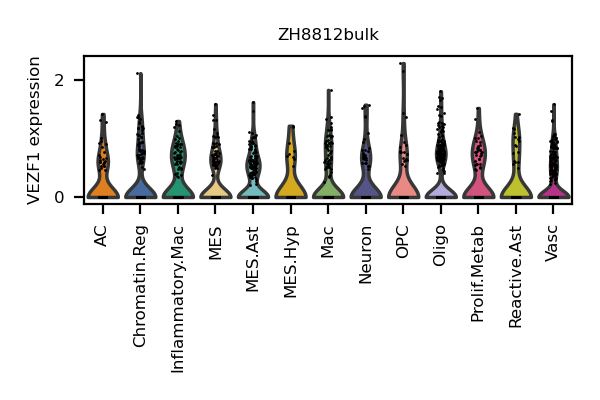 ZH8812bulk
VEZF1 expression
2
0
AC
Chromatin.Reg
Inflammatory.Mac
MES
MES.Ast
MES.Hyp
Mac
Neuron
OPC
Oligo
Prolif.Metab
Reactive.Ast
Vasc